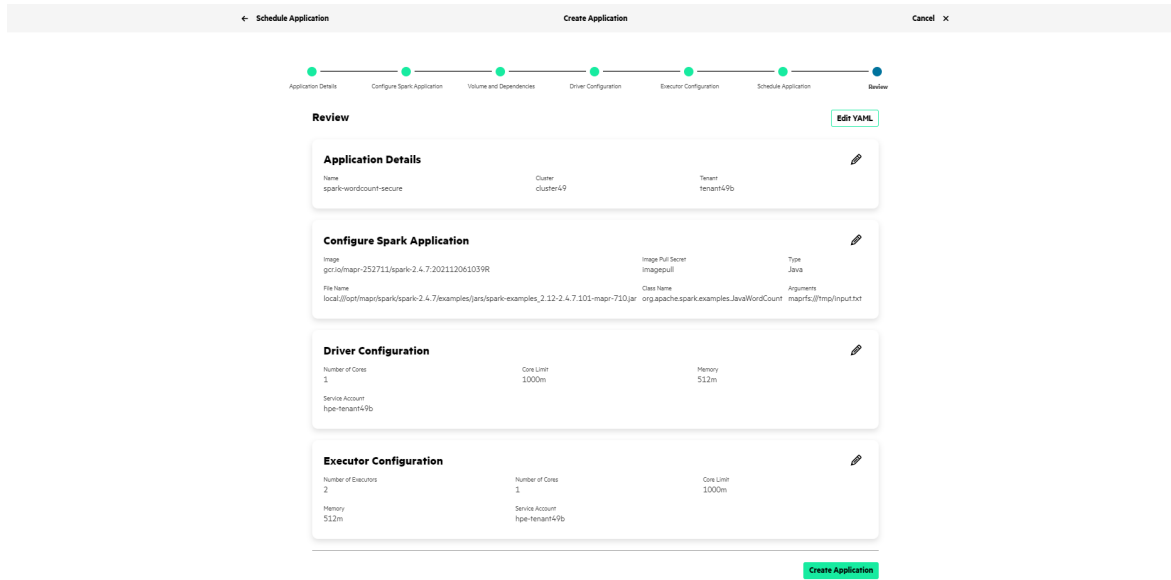 ← Schedule Application Create Application Cancel ×
Application Details Configure Spark Application Volume and Dependencies Driver Configuration Executor Configuration Schedule Application Review
Review Edit YAML
Application Details
Name Cluster Tenant
spark-wordcount-secure cluster49 tenant49b
Configure Spark Application
Image Image Pull Secret Type
gcr.io/mapr-252711/spark-2.4.7:202112061039R imagepull Java
File Name Class Name Arguments
local:///opt/mapr/spark/spark-2.4.7/examples/jars/spark-examples_2.12-2.4.7.101-mapr-710.jar org.apache.spark.examples.JavaWordCount maprfs:///tmp/input.txt
Driver Configuration
Number of Cores Core Limit Memory
1 1000m 512m
Service Account
hpe-tenant49b
Executor Configuration
Number of Executors Number of Cores Core Limit
2 1 1000m
Memory Service Account
512m hpe-tenant49b
Create Application